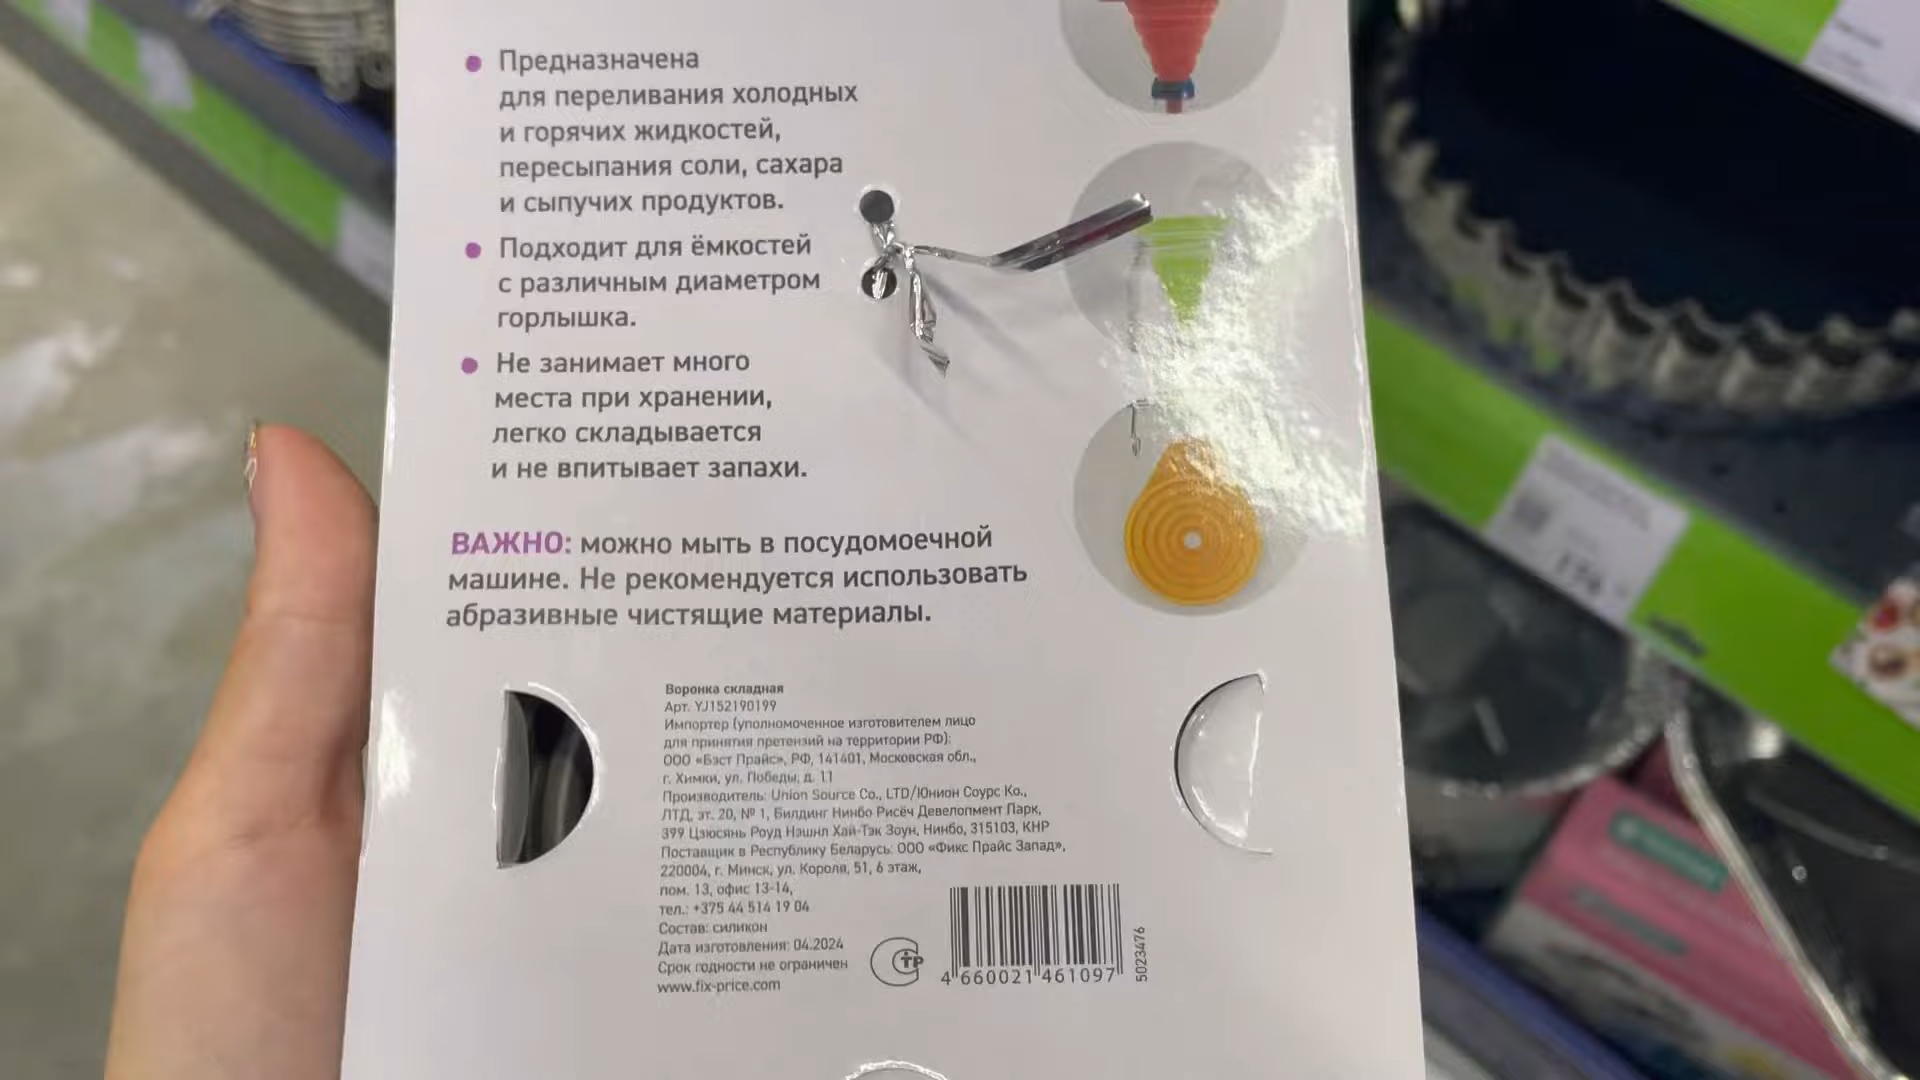 Предназначена
для переливания холодных
и горячих жидкостей,
пересыпания соли, сахара
и сыпучих продуктов.
Подходит для ёмкостей
с различным диаметром
горлышка.
Не занимает много
места при хранении,
легко складывается
и не впитывает запахи.
ВАЖНО: можно мыть в посудомоечной
машине. Не рекомендуется использовать
абразивные чистящие материалы.
Воронка складная
Арт. YJ152190199
Импортер (уполномоченное изготовителем лицо
для принятия претензий на территории РФ):
ООО «Бэст Прайс», РФ, 141401, Московская обл.,
г. Химки, ул. Победы, д. 11
Производитель: Union Source Co., LTD/Юнион Соурс Ко.,
ЛТД, эт. 20, № 1, Билдинг Нинбо Рисёч Девелопмент Парк,
399 Цзюсянь Роуд Нэшнл Хай-Тэк Зоун, Нинбо, 315103, КНР
Поставщик в Республику Беларусь: ООО «Фикс Прайс Запад»,
220004, г. Минск, ул. Короля, 51, 6 этаж,
пом. 13, офис 13-14,
тел.: +375 44 514 19 04
Состав: силикон
Дата изготовления: 04.2024
Срок годности не ограничен
www.fix-price.com
СТР
4 660021 461097
5023476